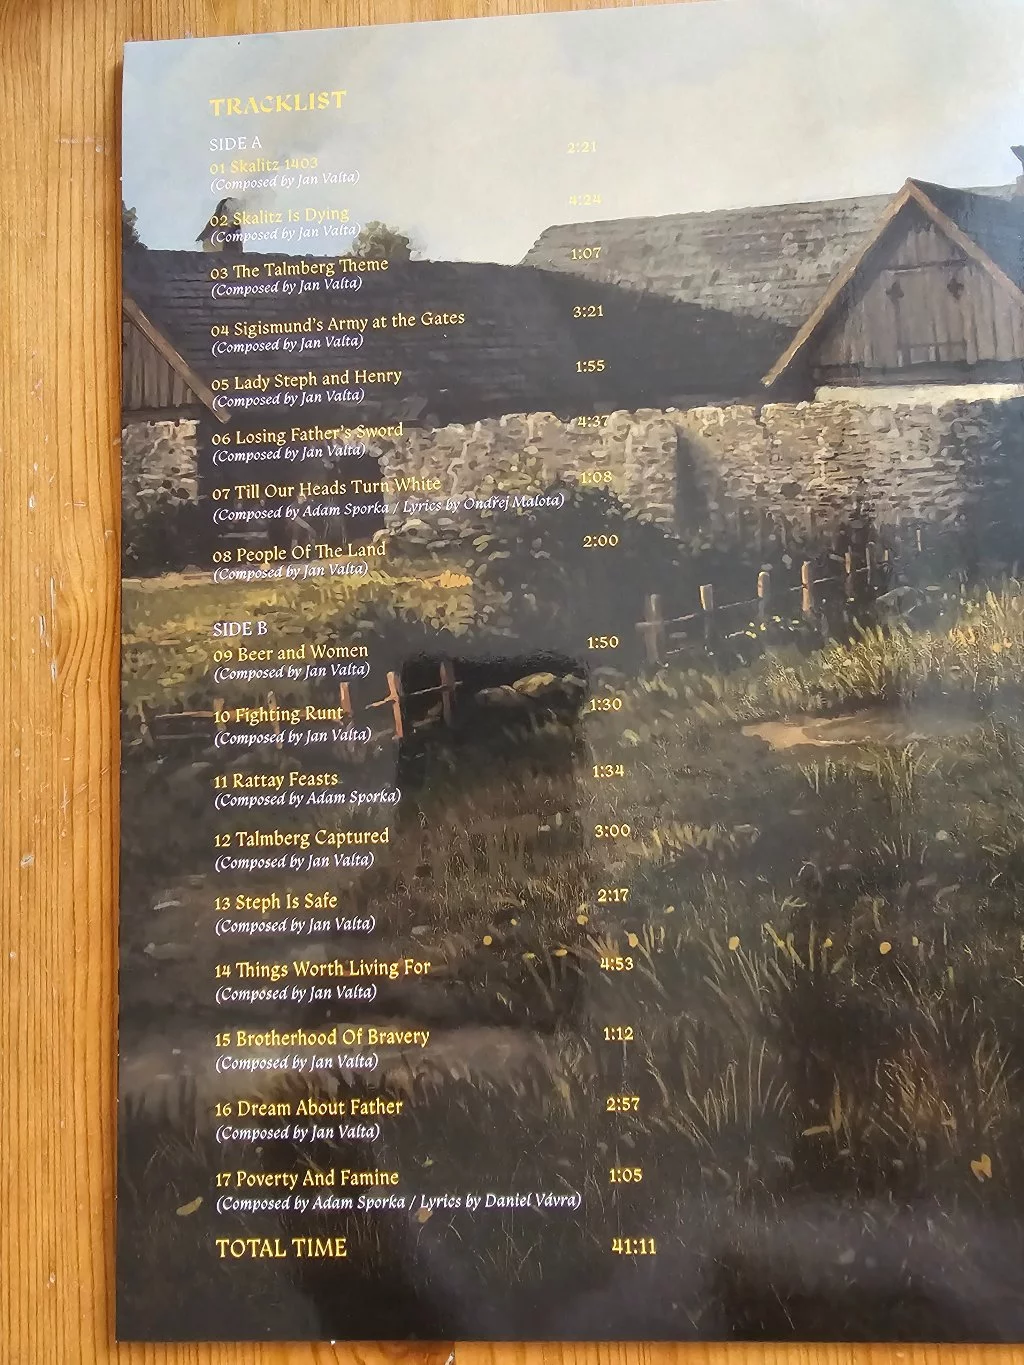 TRACKLIST
SIDE A
01 Skalitz 1403 2:21
(Composed by Jan Valta)
02 Skalitz Is Dying 4:24
(Composed by Jan Valta)
03 The Talmberg Theme 1:07
(Composed by Jan Valta)
04 Sigismund's Army at the Gates 3:21
(Composed by Jan Valta)
05 Lady Steph and Henry 1:55
(Composed by Jan Valta)
06 Losing Father's Sword 4:37
(Composed by Jan Valta)
07 Till Our Heads Turn White 1:08
(Composed by Adam Sporka / Lyrics by Ondřej Malota)
08 People Of The Land 2:00
(Composed by Jan Valta)
SIDE B
09 Beer and Women 1:50
(Composed by Jan Valta)
10 Fighting Runt 1:30
(Composed by Jan Valta)
11 Rattay Feasts 1:34
(Composed by Adam Sporka)
12 Talmberg Captured 3:00
(Composed by Jan Valta)
13 Steph Is Safe 2:17
(Composed by Jan Valta)
14 Things Worth Living For 4:53
(Composed by Jan Valta)
15 Brotherhood Of Bravery 1:12
(Composed by Jan Valta)
16 Dream About Father 2:57
(Composed by Jan Valta)
17 Poverty And Famine 1:05
(Composed by Adam Sporka / Lyrics by Daniel Vávra)
TOTAL TIME 41:11